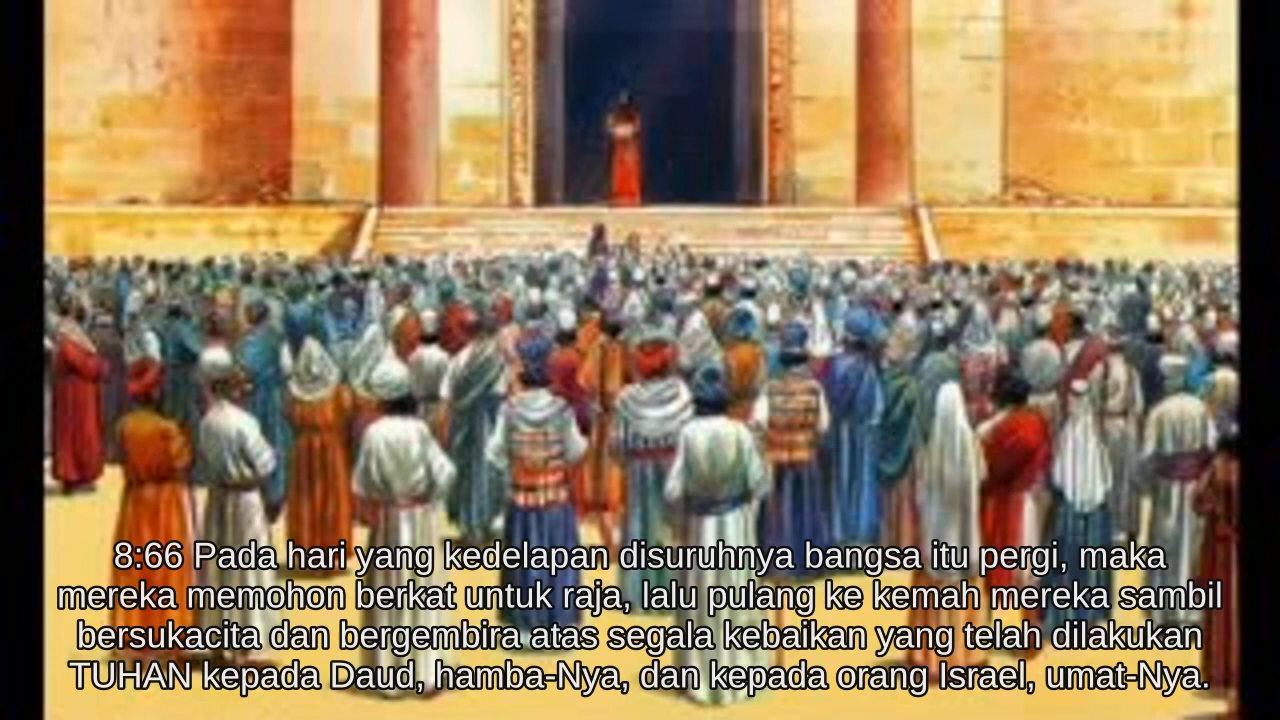 8:66 Pada hari yang kedelapan disuruhnya bangsa itu pergi, maka
mereka memohon berkat untuk raja, lalu pulang ke kemah mereka sambil
bersukacita dan bergembira atas segala kebaikan yang telah dilakukan
TUHAN kepada Daud, hamba-Nya, dan kepada orang Israel, umat-Nya.